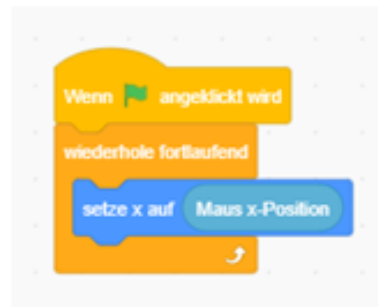 Wenn angeklickt wird
wiederhole fortlaufend
setze x auf Maus x-Position